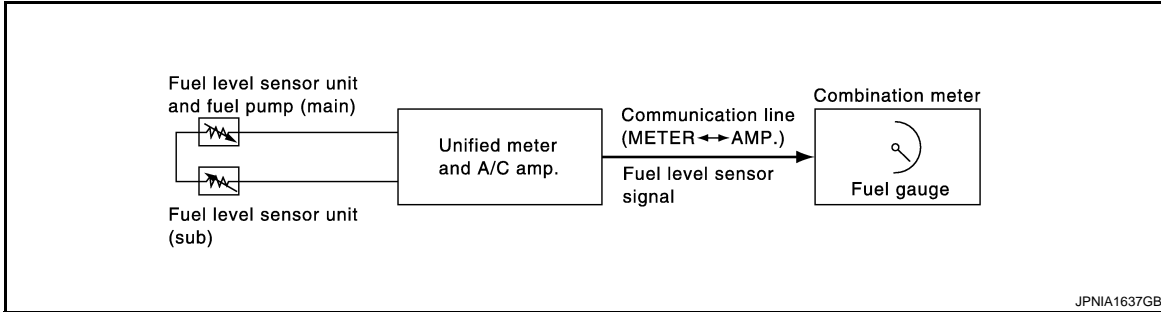 Fuel level sensor unit
and fuel pump (main)
Fuel level sensor unit
(sub)
Unified meter
and A/C amp.
Communication line
(METER↔AMP.)
Fuel level sensor
signal
Combination meter
Fuel gauge
JPNIA1637GB